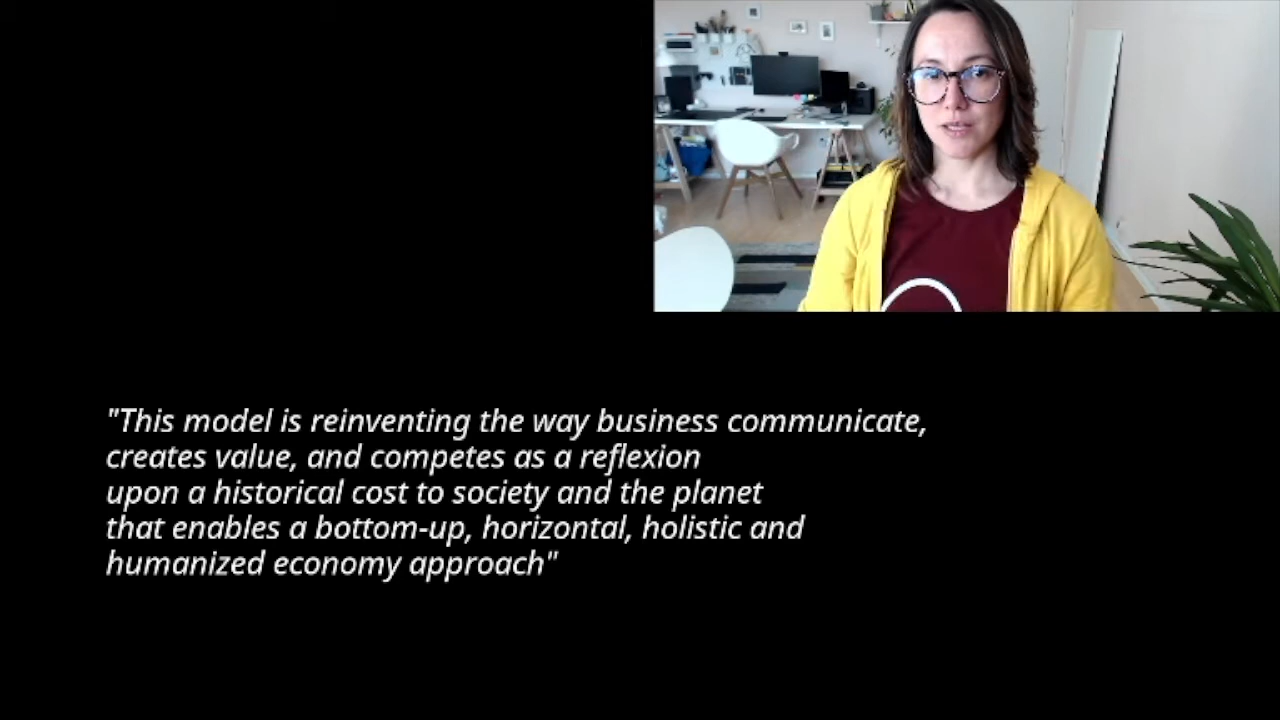 "This model is reinventing the way business communicate,
creates value, and competes as a reflexion
upon a historical cost to society and the planet
that enables a bottom-up, horizontal, holistic and
humanized economy approach"